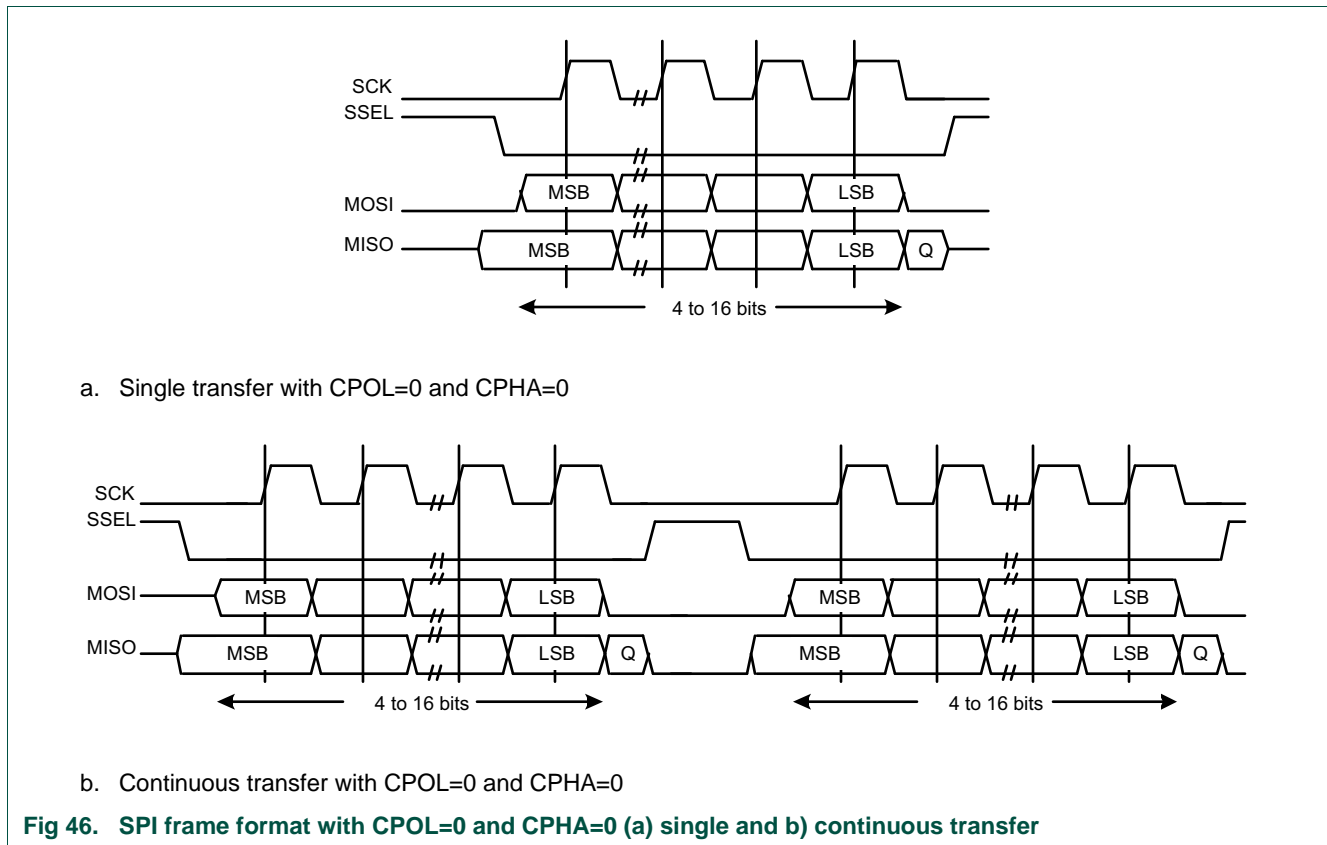 SCK
SSEL
MOSI
MSB
LSB
MISO
MSB
LSB
Q
4 to 16 bits
a. Single transfer with CPOL=0 and CPHA=0
SCK
SSEL
MOSI
MSB
LSB
MSB
LSB
MISO
MSB
LSB
Q
MSB
LSB
Q
4 to 16 bits
4 to 16 bits
b. Continuous transfer with CPOL=0 and CPHA=0
Fig 46. SPI frame format with CPOL=0 and CPHA=0 (a) single and b) continuous transfer